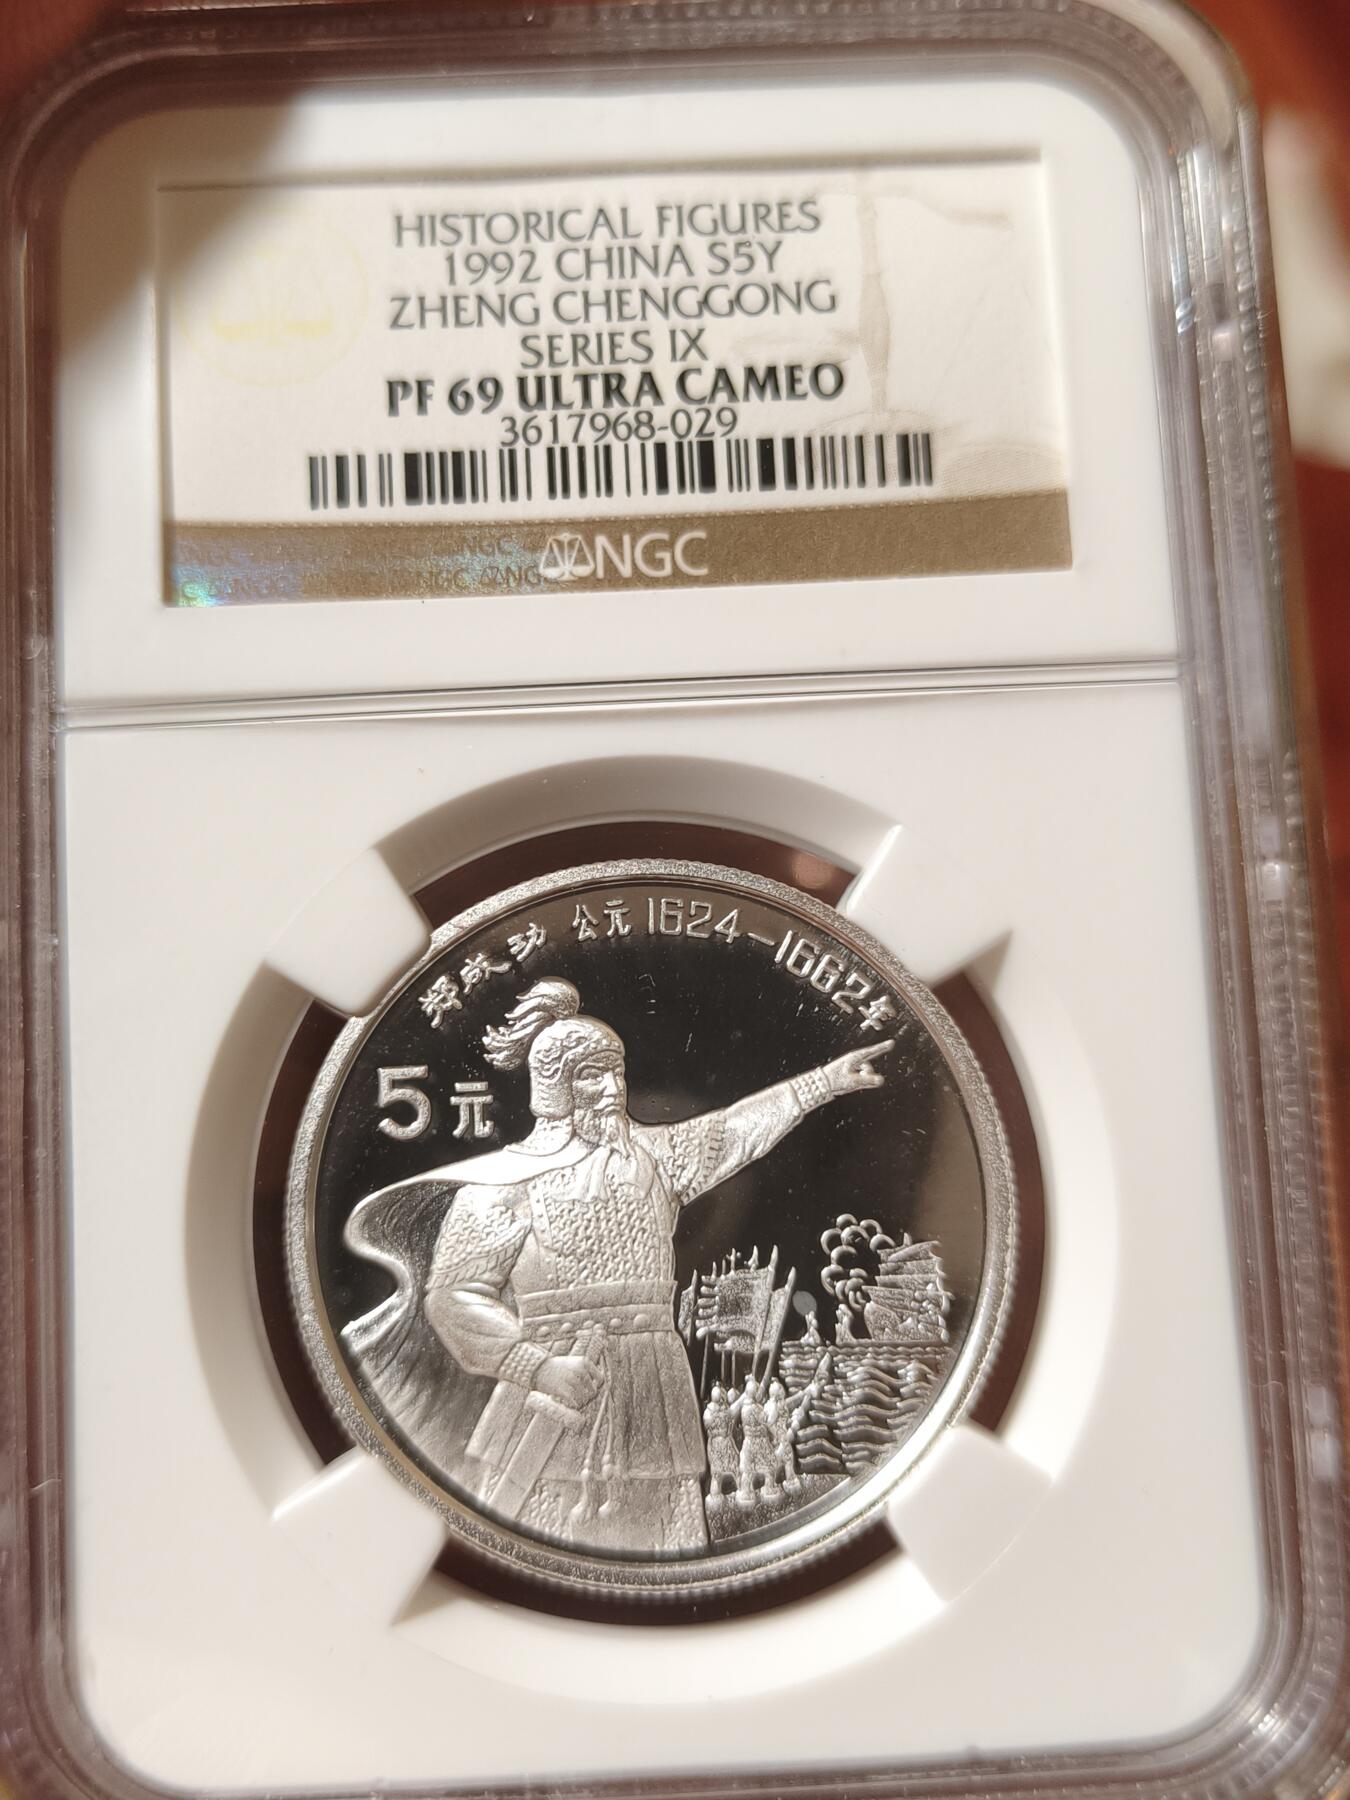 HISTORICAL FIGURES
1992 CHINA S5Y
ZHENG CHENGGONG
SERIES IX
PF 69 ULTRA CAMEO
3617968-029
NGC
郑成功 公元1624-1662年
5元